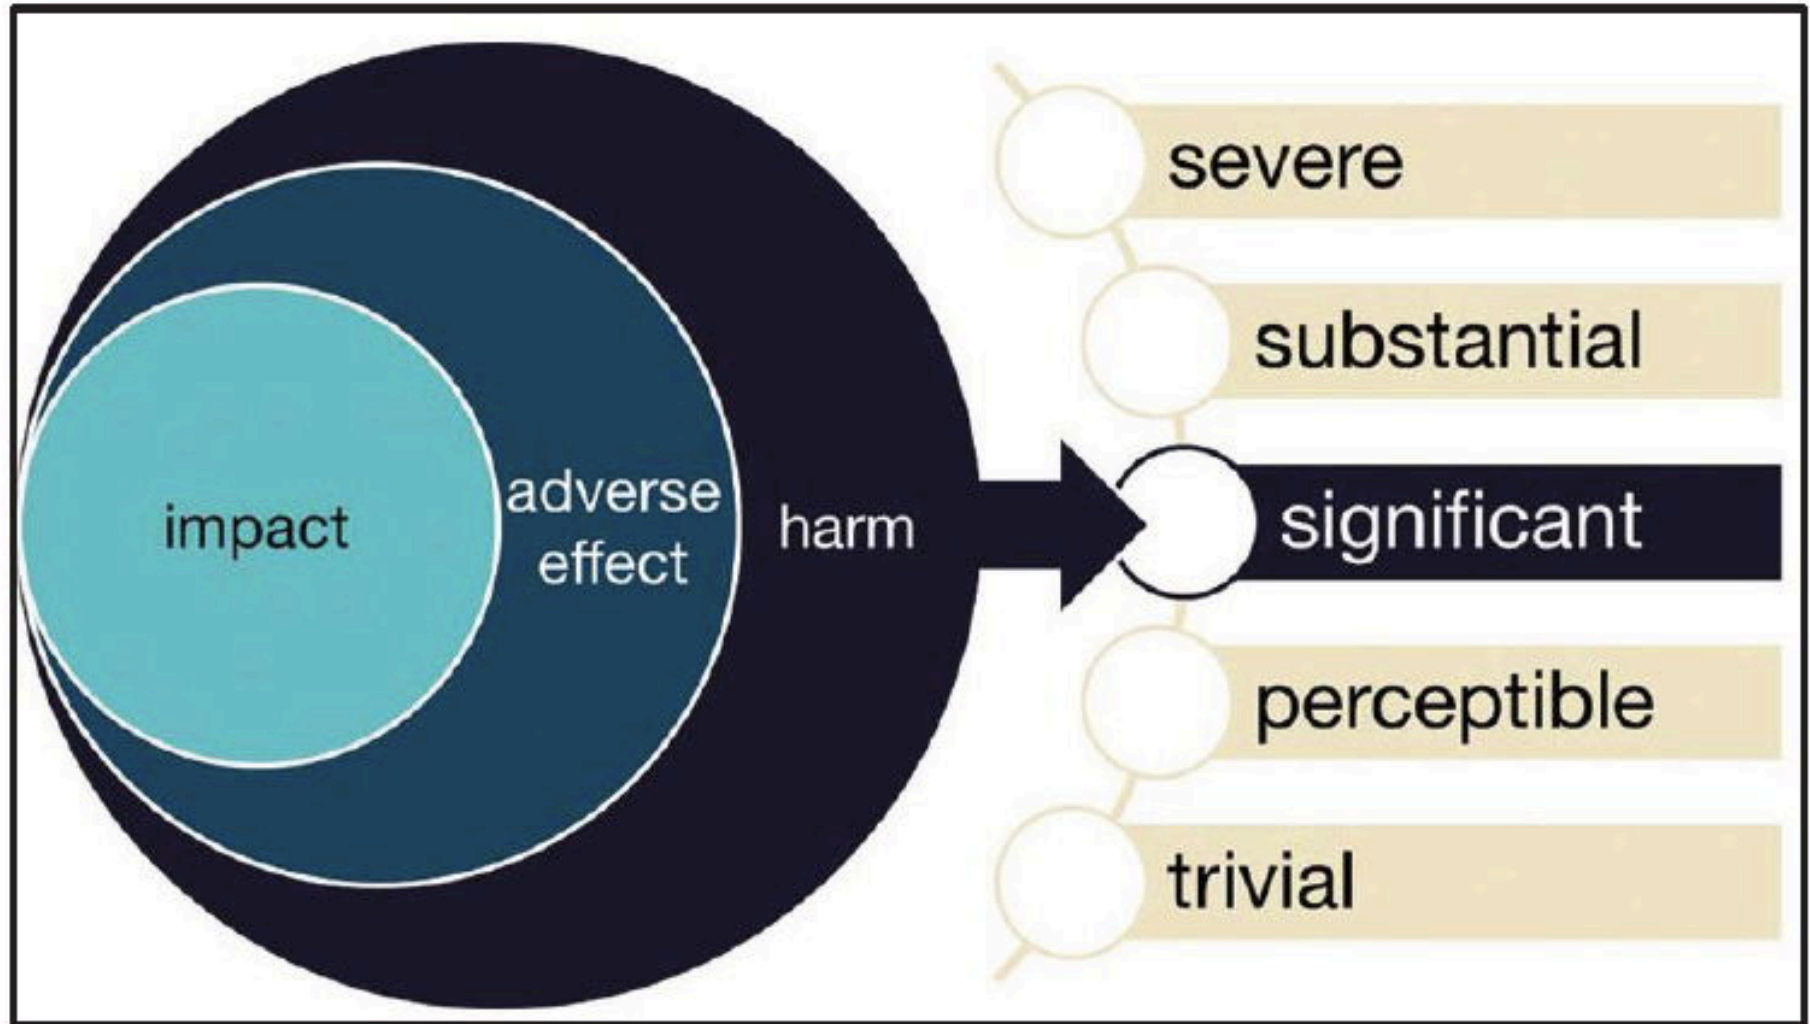 impact
adverse
effect
harm
severe
substantial
significant
perceptible
trivial